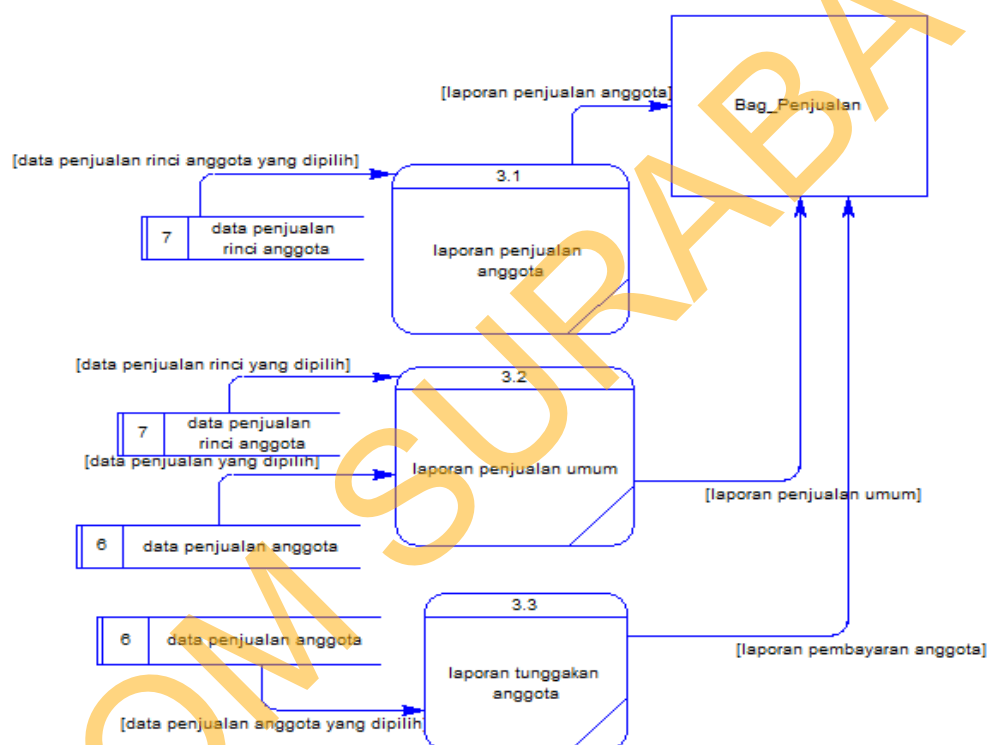 [laporan penjualan anggota]
Bag_Penjualan
[data penjualan rinci anggota yang dipilih]
3.1
7
data penjualan
rinci anggota
laporan penjualan
anggota
[data penjualan rinci yang dipilih]
3.2
7
data penjualan
rinci anggota
[data penjualan yang dipilih]
laporan penjualan umum
[laporan penjualan umum]
6
data penjualan anggota
3.3
6
data penjualan anggota
[laporan pembayaran anggota]
laporan tunggakan
anggota
[data penjualan anggota yang dipilih
OM SURABA